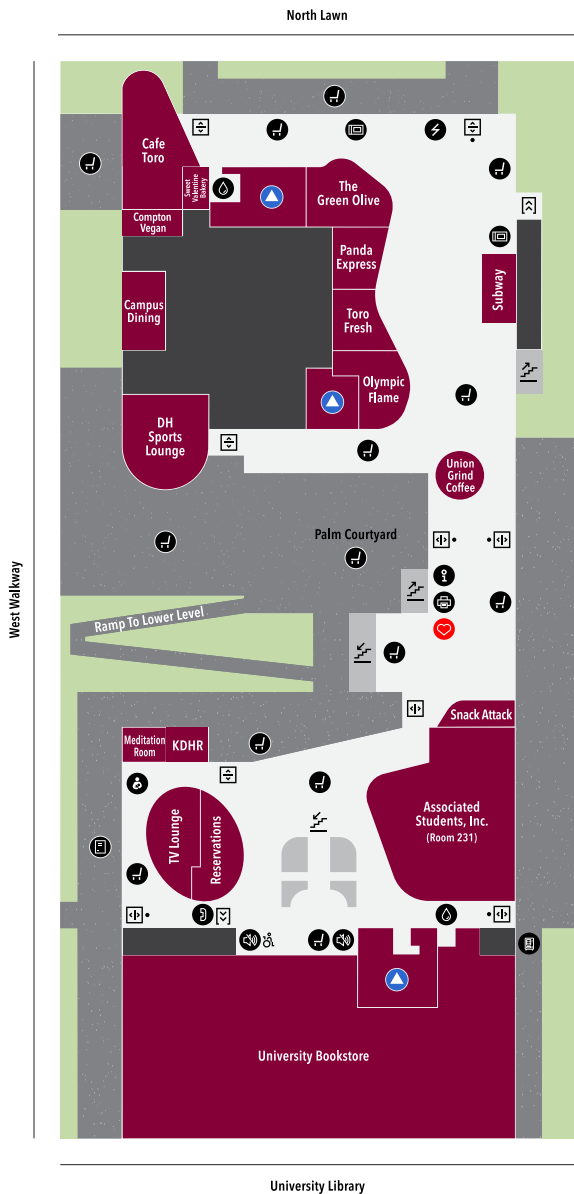 North Lawn
Cafe
Toro
Sweet
Valentine
Bakery
The
Green Olive
Compton
Vegan
Panda
Express
Subway
Campus
Dining
Toro
Fresh
Olympic
Flame
DH
Sports
Lounge
Union
Grind
Coffee
Palm Courtyard
West Walkway
Ramp To Lower Level
Snack Attack
Meditation
Room
KDHR
TV Lounge
Reservations
Associated
Students, Inc.
(Room 231)
University Bookstore
University Library